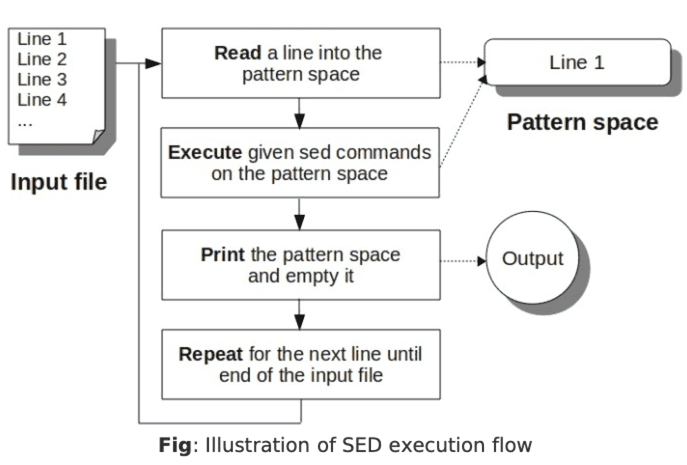 Line 1
Line 2
Line 3
Line 4
...
Input file
Read a line into the
pattern space
Line 1
Pattern space
Execute given sed commands
on the pattern space
Print the pattern space
and empty it
Output
Repeat for the next line until
end of the input file
Fig: Illustration of SED execution flow